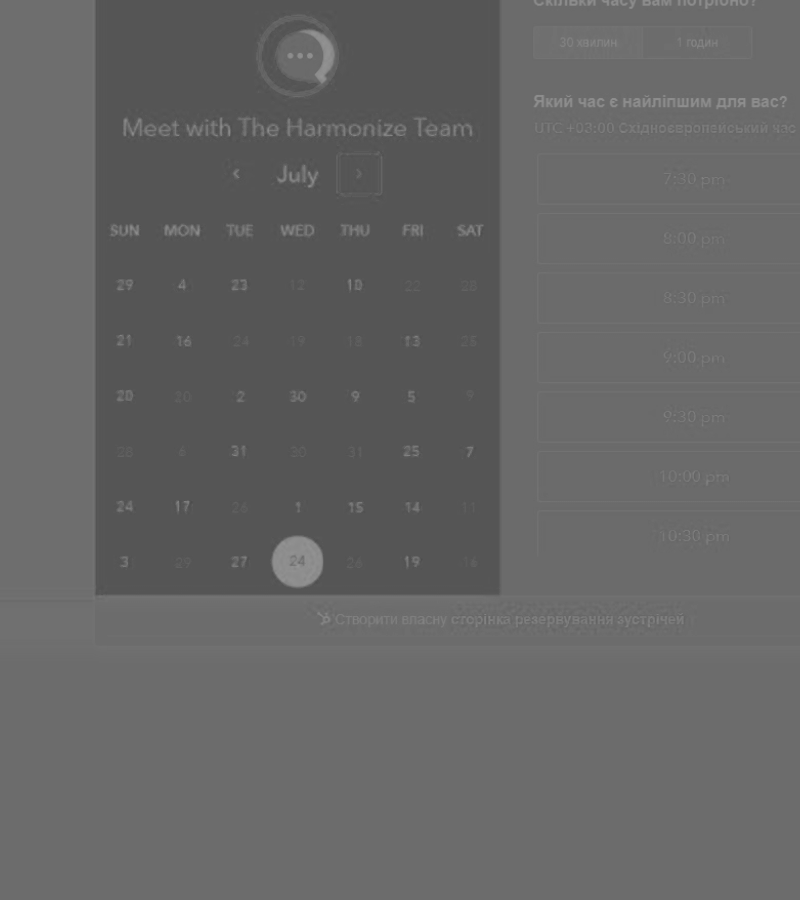 Скільки часу вам потрібно?
30 хвилин 1 годин
Який час є найліпшим для вас?
UTC +03:00 Східноєвропейський час
Meet with The Harmonize Team
July
SUN MON TUE WED THU FRI SAT
29 4 23 12 10 22
21 16 24 19 18 13 25
28 20 2 30 9 5 9
28 6 31 30 31 25 7
24 17 26 1 15 14 11
3 29 27 24 26 19 16
7:30 pm
8:00 pm
8:30 pm
9:00 pm
9:30 pm
10:00 pm
10:30 pm
Створити власну сторінка резервування зустрічей